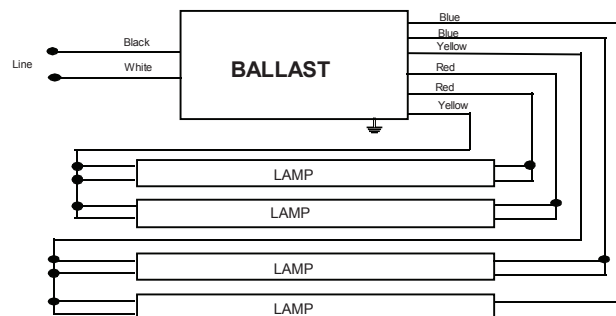 Blue
Blue
Yellow
Red
Red
Yellow
Black
Line
White
BALLAST
LAMP
LAMP
LAMP
LAMP